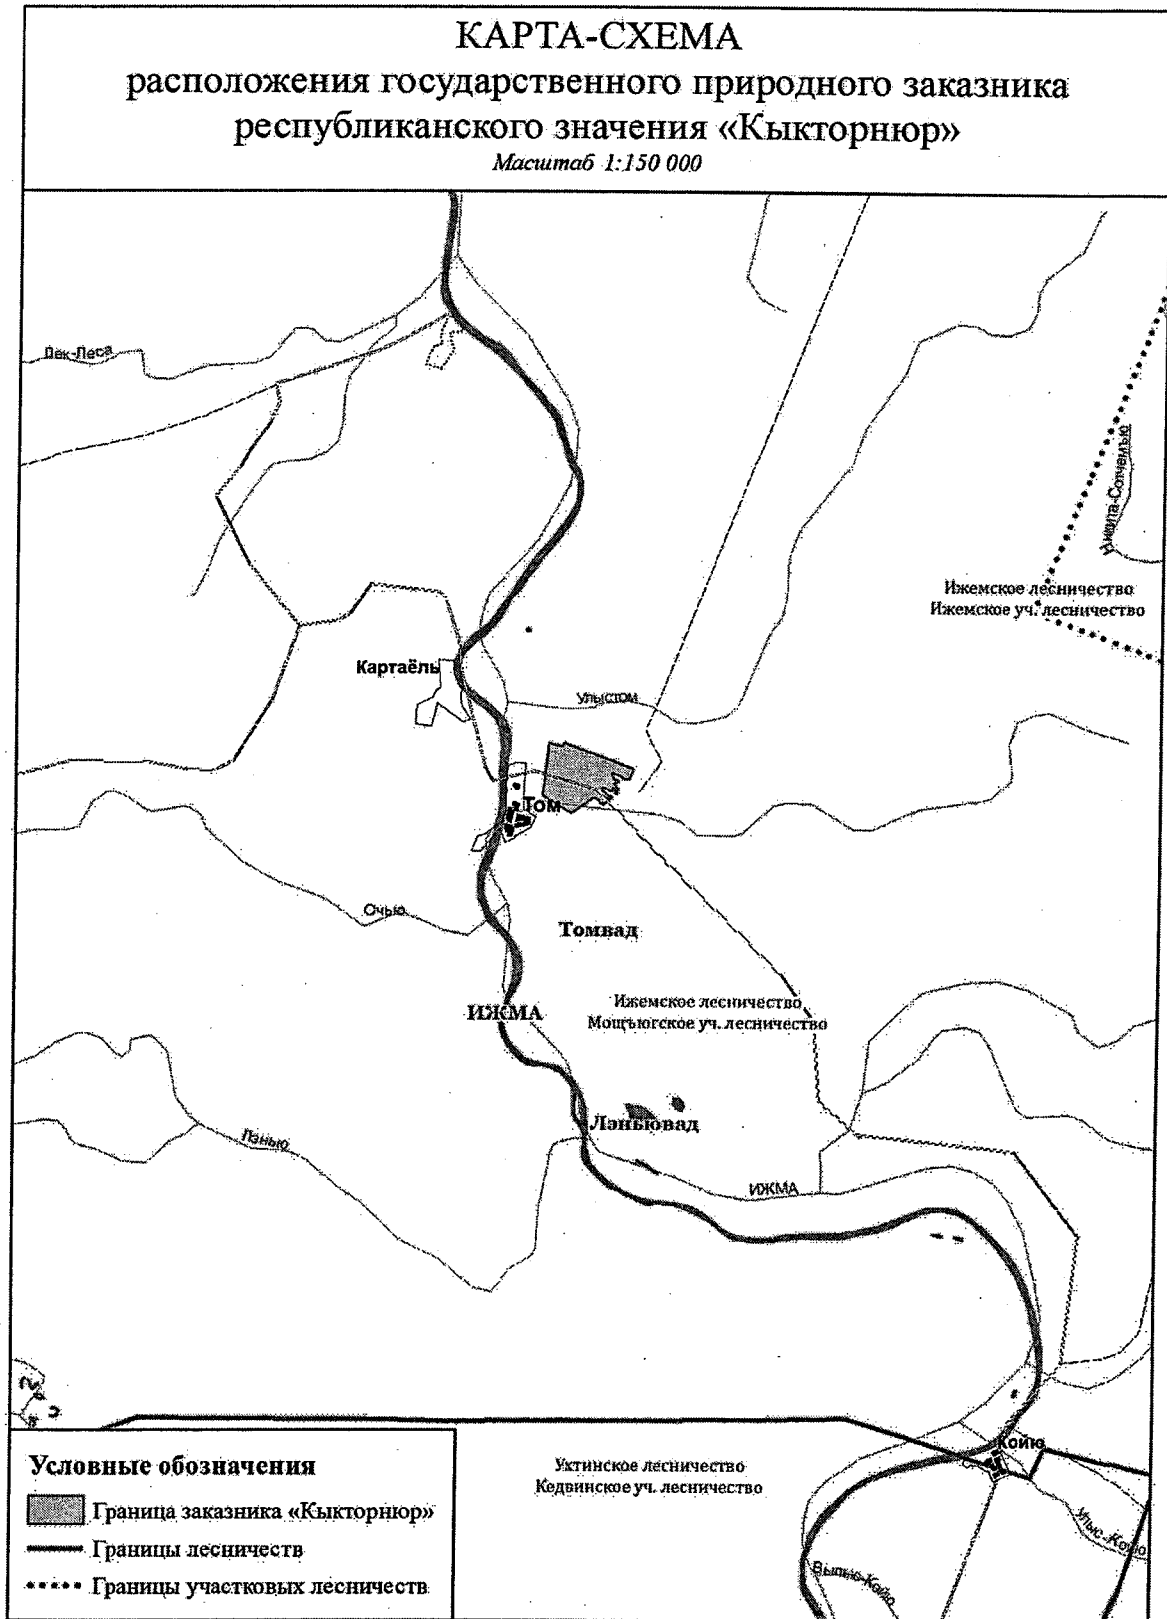 КАРТА-СХЕМА
расположения государственного природного заказника
республиканского значения «Кыкторнюр»
Масштаб 1:150 000
Пек-Леса
Ижемское лесничество
Ижемское уч. лесничество
Картаёль
Улыстом
Том
Очью
Томвад
ИЖМА
Ижемское лесничество
Мощъюгское уч. лесничество
Лэньювад
Лэнью
ИЖМА
Койю
Условные обозначения
Граница заказника «Кыкторнюр»
Границы лесничеств
Границы участковых лесничеств
Ухтинское лесничество
Кедвинское уч. лесничество
Улыс-Койю
Вылыс-Койю